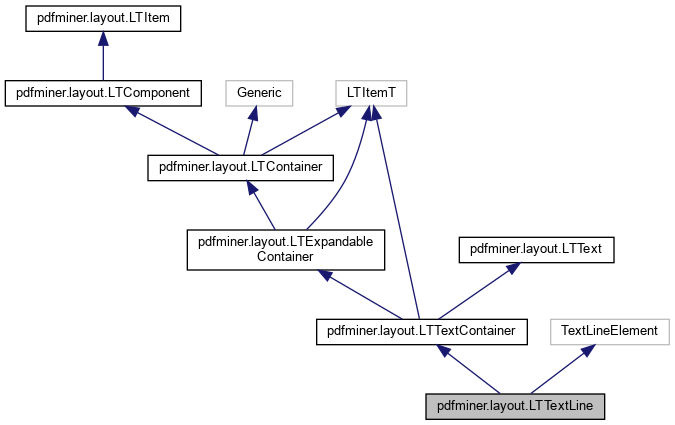 pdfminer.layout.LTItem
pdfminer.layout.LTComponent
Generic
LTItemT
pdfminer.layout.LTContainer
pdfminer.layout.LTExpandable
Container
pdfminer.layout.LTText
pdfminer.layout.LTTextContainer
TextLineElement
pdfminer.layout.LTTextLine